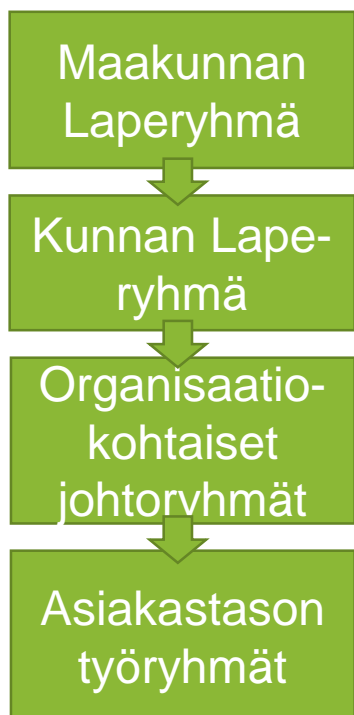 Maakunnan
Laperyhmä
Kunnan Lape-
ryhmä
Organisaatio-
kohtaiset
johtoryhmät
Asiakastason
työryhmät